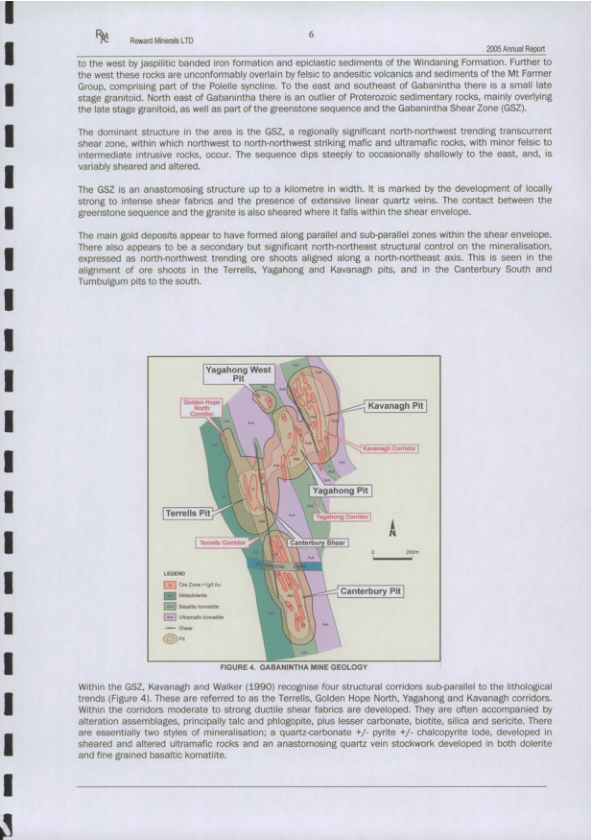 RMC Reward Minerals LTD
6
2005 Annual Report
to the west by jaspilitic banded iron formation and epiclastic sediments of the Windaning Formation. Further to
the west these rocks are unconformably overlain by felsic to andesitic volcanics and sediments of the Mt Farmer
Group, comprising part of the Polelle syncline. To the east and southeast of Gabanintha there is a small late
stage granitoid. North east of Gabanintha there is an outlier of Proterozoic sedimentary rocks, mainly overlying
the late stage granitoid, as well as part of the greenstone sequence and the Gabanintha Shear Zone (GSZ).
The dominant structure in the area is the GSZ, a regionally significant north-northwest trending transcurrent
shear zone, within which northwest to north-northwest striking mafic and ultramafic rocks, with minor felsic to
intermediate intrusive rocks, occur. The sequence dips steeply to occasionally shallowly to the east, and, is
variably sheared and altered.
The GSZ is an anastomosing structure up to a kilometre in width. It is marked by the development of locally
strong to intense shear fabrics and the presence of extensive linear quartz veins. The contact between the
greenstone sequence and the granite is also sheared where it falls within the shear envelope.
The main gold deposits appear to have formed along parallel and sub-parallel zones within the shear envelope.
There also appears to be a secondary but significant north-northeast structural control on the mineralisation,
expressed as north-northwest trending ore shoots aligned along a north-northeast axis. This is seen in the
alignment of ore shoots in the Terrells, Yagahong and Kavanagh pits, and in the Canterbury South and
Tumbulgum pits to the south.
Yagahong West
Pit
Golden Hope
North
Corridor
Kavanagh Pit
Kavanagh Corridor
Yagahong Pit
Terrells Pit
Yagahong Corridor
Terrells Corridor
Canterbury Shear
0 200m
Canterbury Pit
LEGEND
Ore Zone >1g/t Au
Metadolerite
Basaltic komatiite
Ultramafic komatiite
Shear
Pit
FIGURE 4. GABANINTHA MINE GEOLOGY
Within the GSZ, Kavanagh and Walker (1990) recognise four structural corridors sub-parallel to the lithological
trends (Figure 4). These are referred to as the Terrells, Golden Hope North, Yagahong and Kavanagh corridors.
Within the corridors moderate to strong ductile shear fabrics are developed. They are often accompanied by
alteration assemblages, principally talc and phlogopite, plus lesser carbonate, biotite, silica and sericite. There
are essentially two styles of mineralisation; a quartz-carbonate +/- pyrite +/- chalcopyrite lode, developed in
sheared and altered ultramafic rocks and an anastomosing quartz vein stockwork developed in both dolerite
and fine grained basaltic komatiite.